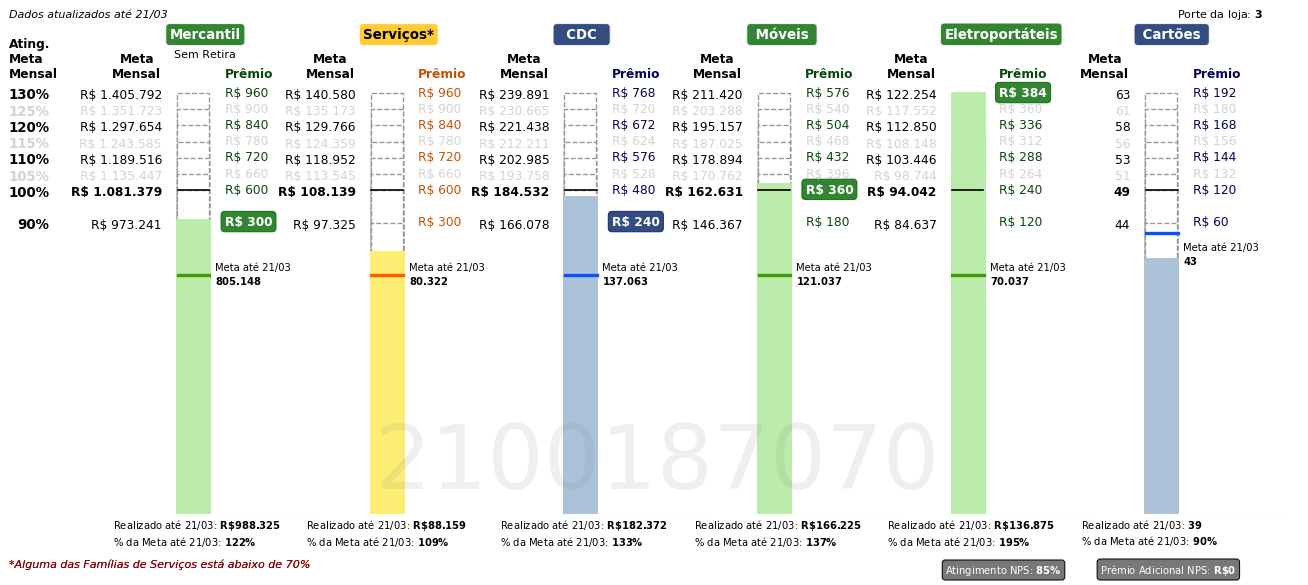 Dados atualizados até 21/03 Porte da loja: 3
Mercantil Serviços* CDC Móveis Eletroportáteis Cartões
Ating. Meta Mensal
Sem Retira
Meta Mensal Prêmio Meta Mensal Prêmio Meta Mensal Prêmio Meta Mensal Prêmio Meta Mensal Prêmio Meta Mensal Prêmio
130% R$ 1.405.792 R$ 960 R$ 140.580 R$ 960 R$ 239.891 R$ 768 R$ 211.420 R$ 576 R$ 122.254 R$ 384 63 R$ 192
125% R$ 1.351.723 R$ 900 R$ 135.173 R$ 900 R$ 230.665 R$ 720 R$ 203.288 R$ 540 R$ 117.552 R$ 360 61 R$ 180
120% R$ 1.297.654 R$ 840 R$ 129.766 R$ 840 R$ 221.438 R$ 672 R$ 195.157 R$ 504 R$ 112.850 R$ 336 58 R$ 168
115% R$ 1.243.585 R$ 780 R$ 124.359 R$ 780 R$ 212.211 R$ 624 R$ 187.025 R$ 468 R$ 108.148 R$ 312 56 R$ 156
110% R$ 1.189.516 R$ 720 R$ 118.952 R$ 720 R$ 202.985 R$ 576 R$ 178.894 R$ 432 R$ 103.446 R$ 288 53 R$ 144
105% R$ 1.135.447 R$ 660 R$ 113.545 R$ 660 R$ 193.758 R$ 528 R$ 170.762 R$ 396 R$ 98.744 R$ 264 51 R$ 132
100% R$ 1.081.379 R$ 600 R$ 108.139 R$ 600 R$ 184.532 R$ 480 R$ 162.631 R$ 360 R$ 94.042 R$ 240 49 R$ 120
90% R$ 973.241 R$ 300 R$ 97.325 R$ 300 R$ 166.078 R$ 240 R$ 146.367 R$ 180 R$ 84.637 R$ 120 44 R$ 60
Meta até 21/03 Meta até 21/03 Meta até 21/03 Meta até 21/03 Meta até 21/03 Meta até 21/03
805.148 80.322 137.063 121.037 70.037 43
2100187070
Realizado até 21/03: R$988.325 Realizado até 21/03: R$88.159 Realizado até 21/03: R$182.372 Realizado até 21/03: R$166.225 Realizado até 21/03: R$136.875 Realizado até 21/03: 39
% da Meta até 21/03: 122% % da Meta até 21/03: 109% % da Meta até 21/03: 133% % da Meta até 21/03: 137% % da Meta até 21/03: 195% % da Meta até 21/03: 90%
*Alguma das Famílias de Serviços está abaixo de 70% Atingimento NPS: 85% Prêmio Adicional NPS: R$0